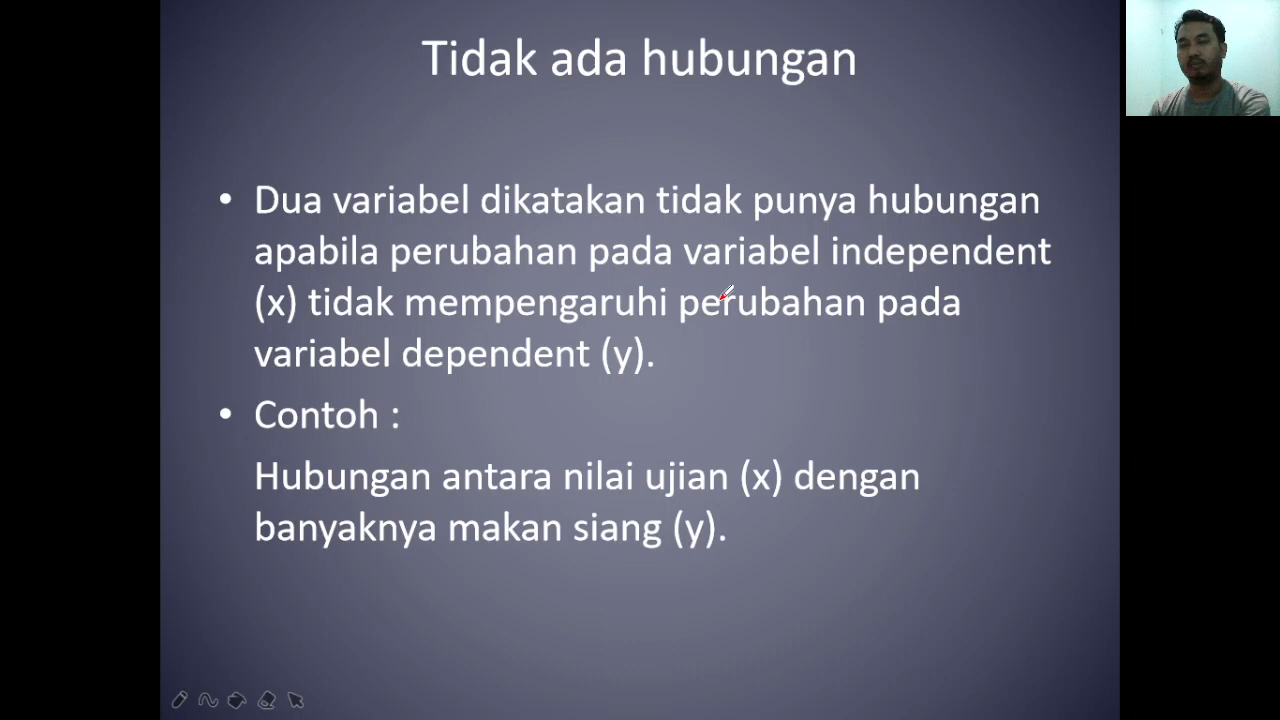 Tidak ada hubungan
• Dua variabel dikatakan tidak punya hubungan
apabila perubahan pada variabel independent
(x) tidak mempengaruhi perubahan pada
variabel dependent (y).
• Contoh :
Hubungan antara nilai ujian (x) dengan
banyaknya makan siang (y).